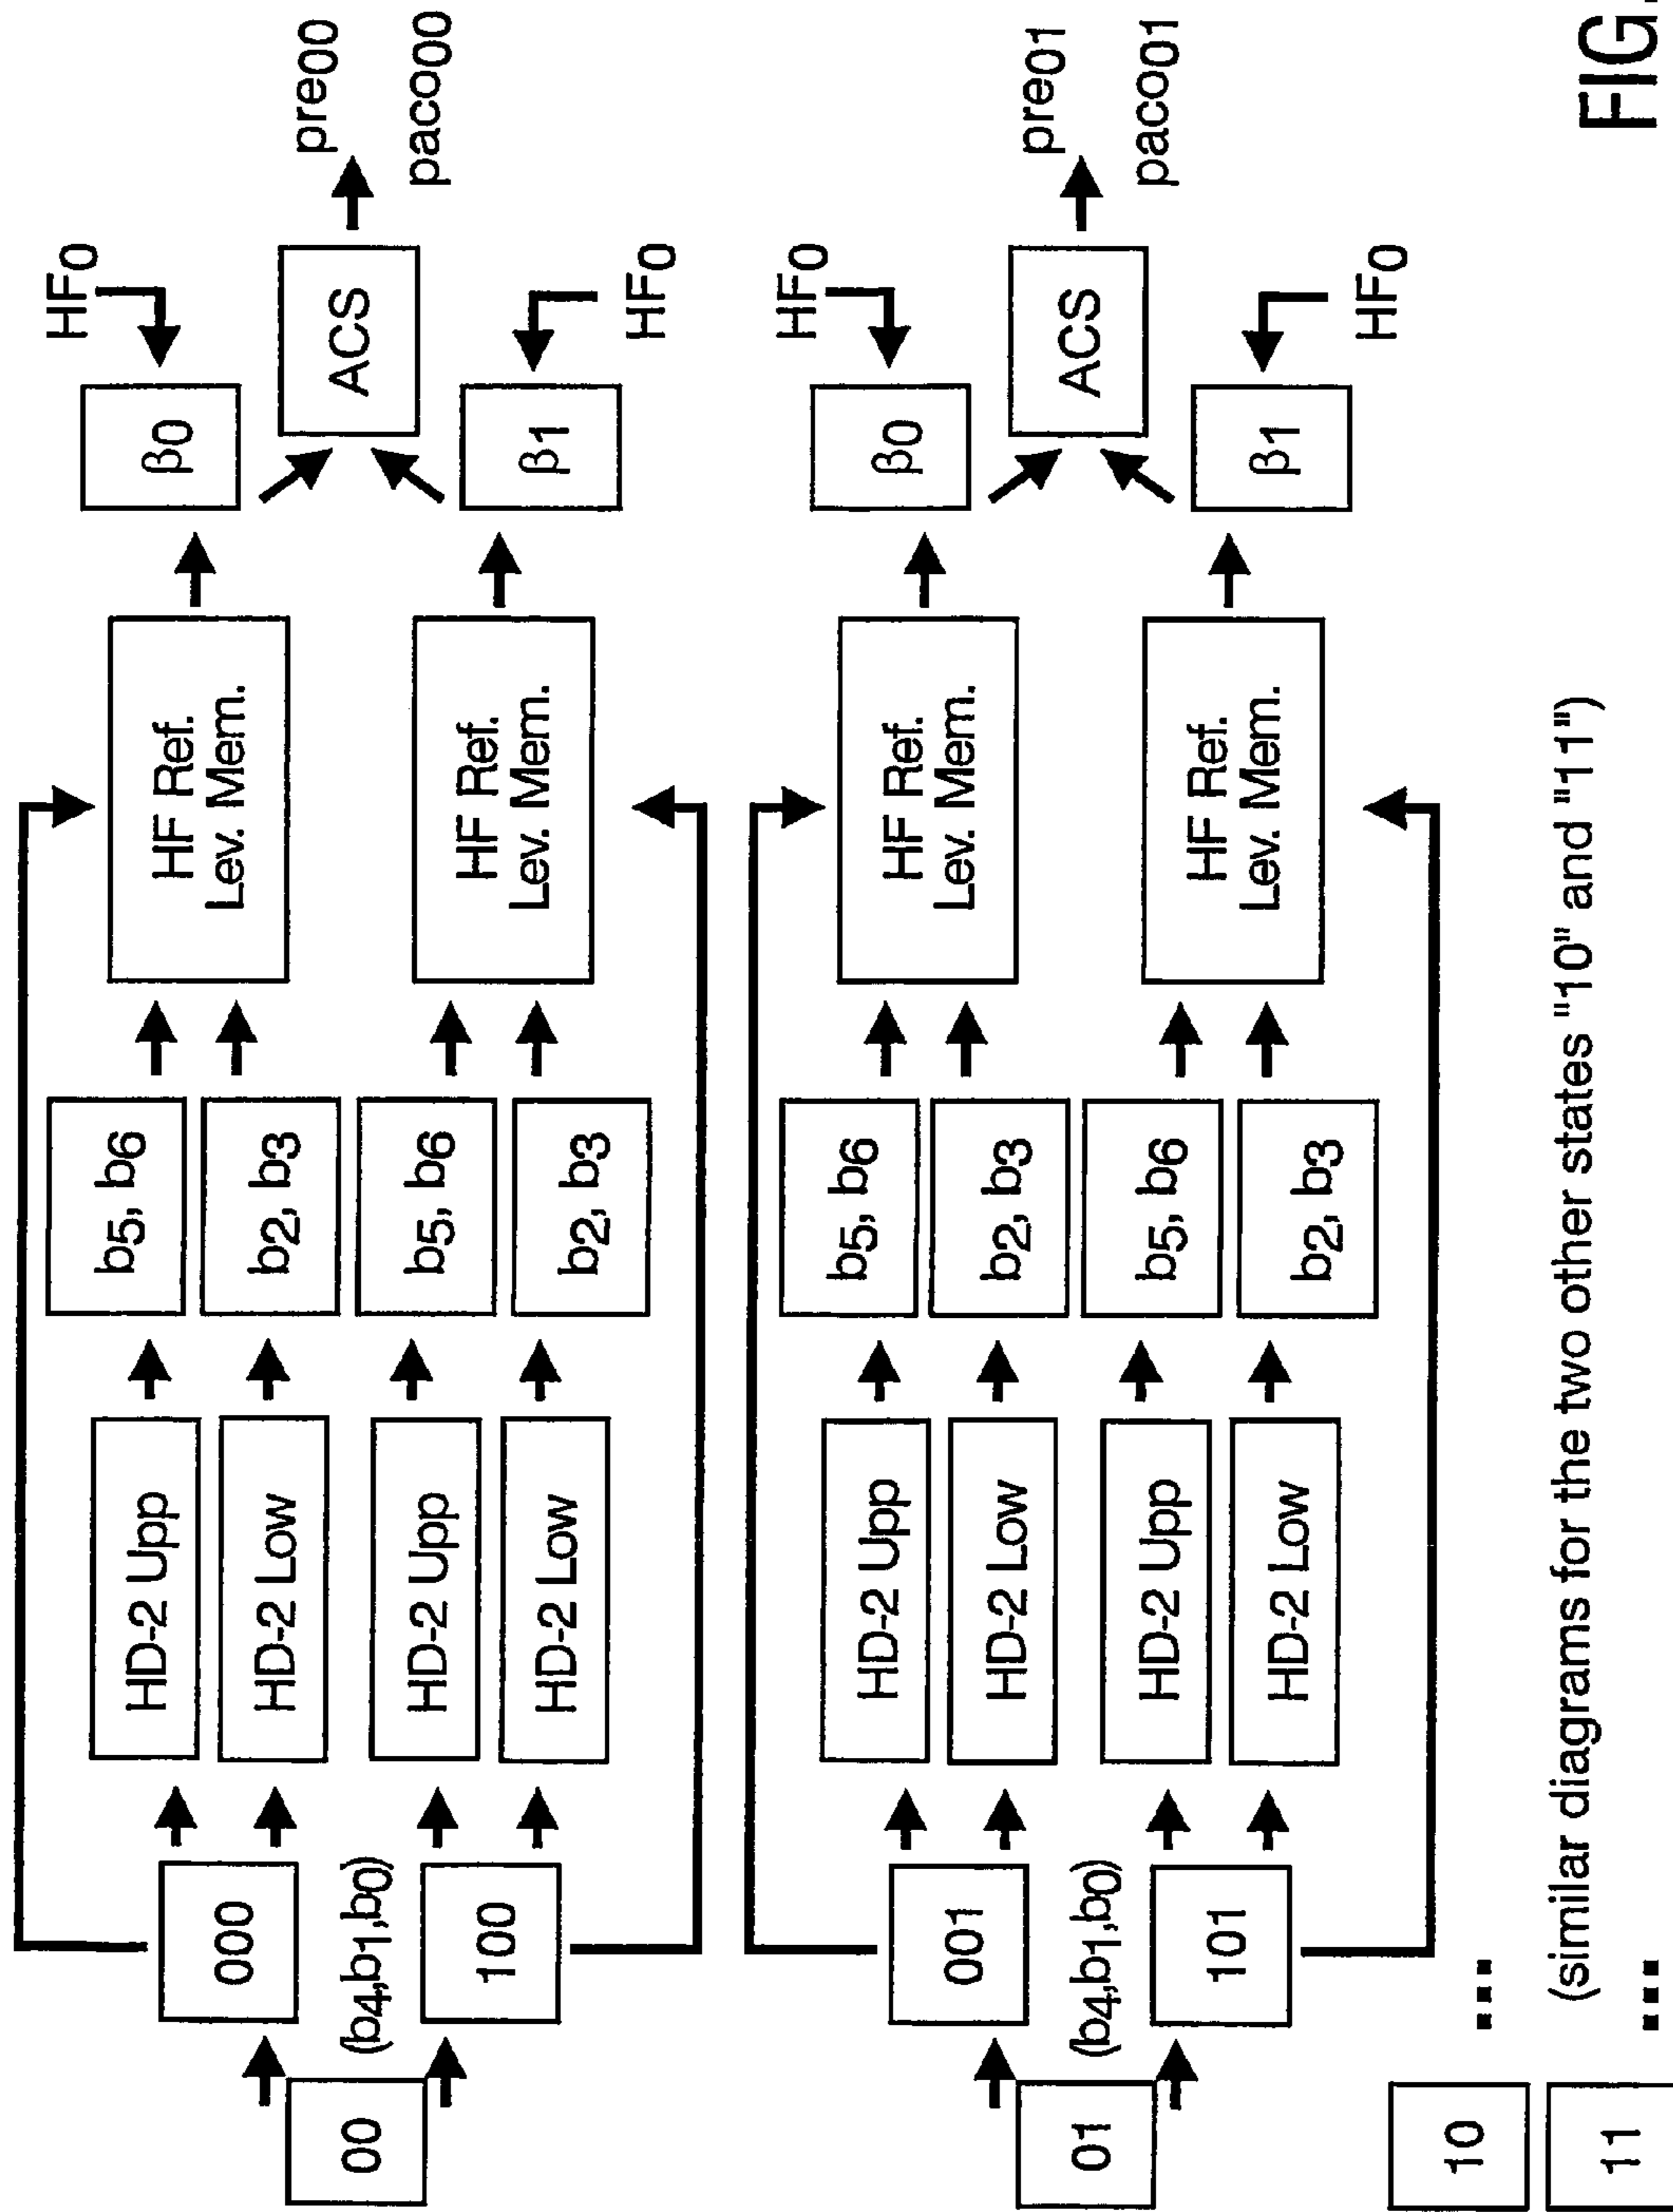 00
000
(b4,b1,b0)
100
HD-2 Upp
HD-2 Low
HD-2 Upp
HD-2 Low
b5, b6
b2, b3
b5, b6
b2, b3
HF Ref.
Lev. Mem.
HF Ref.
Lev. Mem.
HF0
β0
β1
HF0
ACS
pre00
paco00
01
001
(b4,b1,b0)
101
HD-2 Upp
HD-2 Low
HD-2 Upp
HD-2 Low
b5, b6
b2, b3
b5, b6
b2, b3
HF Ref.
Lev. Mem.
HF Ref.
Lev. Mem.
HF0
β0
β1
HF0
ACS
pre01
paco01
10
...
(similar diagrams for the two other states "10" and "11")
11
...
FIG.